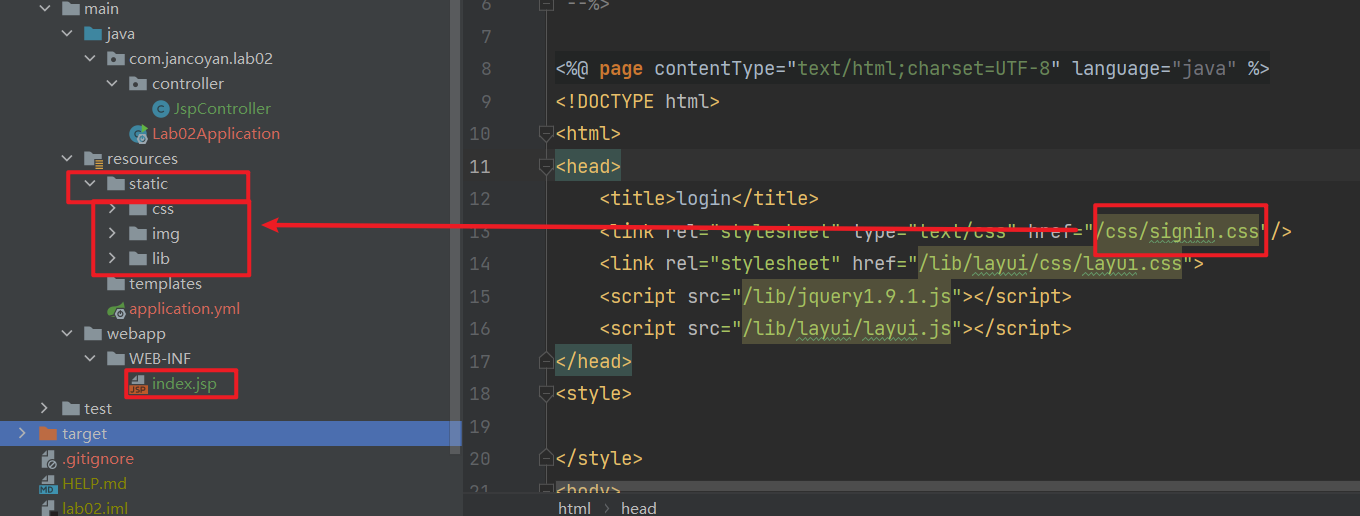 main
java
com.jancoyan.lab02
controller
JspController
Lab02Application
resources
static
css
img
lib
templates
application.yml
webapp
WEB-INF
index.jsp
test
target
.gitignore
HELP.md
lab02.iml
6 --%>
7
8 <%@ page contentType="text/html;charset=UTF-8" language="java" %>
9 <!DOCTYPE html>
10 <html>
11 <head>
12 <title>login</title>
13 <link rel="stylesheet" type="text/css" href="/css/signin.css"/>
14 <link rel="stylesheet" href="/lib/layui/css/layui.css">
15 <script src="/lib/jquery1.9.1.js"></script>
16 <script src="/lib/layui/layui.js"></script>
17 </head>
18 <style>
19
20 </style>
21 <body>
html › head